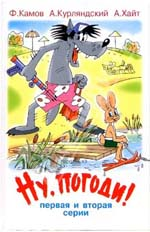 Ф.Камов А.Курляндский А.Хайт
Ну, погоди!
первая и вторая
серии